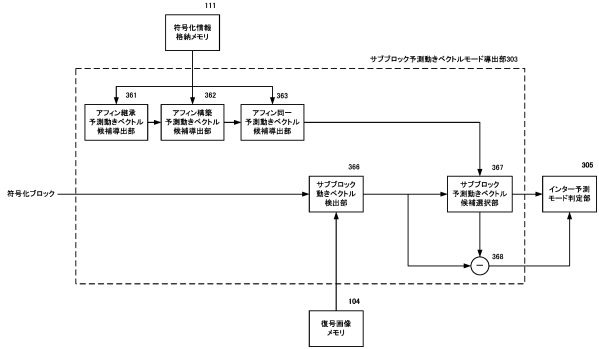 111
符号化情報
格納メモリ
サブブロック予測動きベクトルモード導出部303
361
362
363
アフィン継承
予測動きベクトル
候補導出部
アフィン構築
予測動きベクトル
候補導出部
アフィン同一
予測動きベクトル
候補導出部
366
367
305
符号化ブロック
サブブロック
動きベクトル
検出部
サブブロック
予測動きベクトル
候補選択部
インター予測
モード判定部
368
−
104
復号画像
メモリ